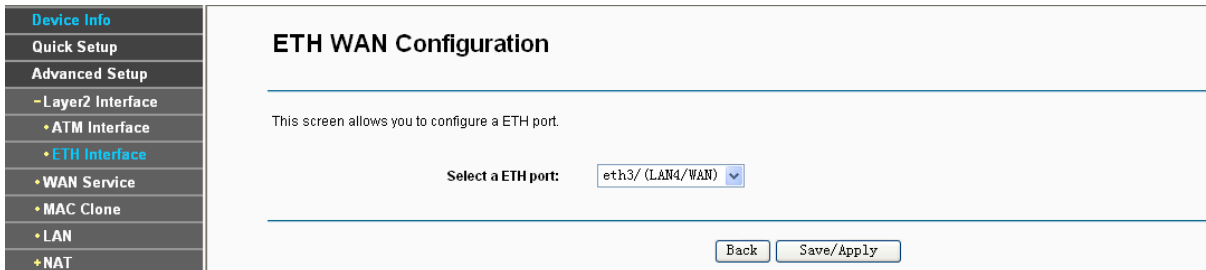 Device Info
Quick Setup
Advanced Setup
-Layer2 Interface
•ATM Interface
•ETH Interface
•WAN Service
•MAC Clone
•LAN
+NAT
ETH WAN Configuration
This screen allows you to configure a ETH port.
Select a ETH port: eth3/(LAN4/WAN)
Back Save/Apply